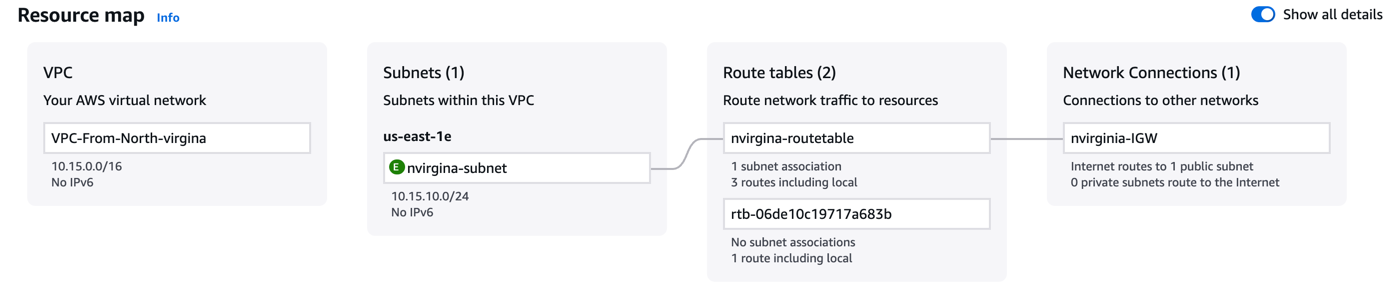 Resource map Info
Show all details
VPC
Your AWS virtual network
VPC-From-North-virgina
10.15.0.0/16
No IPv6
Subnets (1)
Subnets within this VPC
us-east-1e
E nvirgina-subnet
10.15.10.0/24
No IPv6
Route tables (2)
Route network traffic to resources
nvirgina-routetable
1 subnet association
3 routes including local
rtb-06de10c19717a683b
No subnet associations
1 route including local
Network Connections (1)
Connections to other networks
nvirginia-IGW
Internet routes to 1 public subnet
0 private subnets route to the Internet